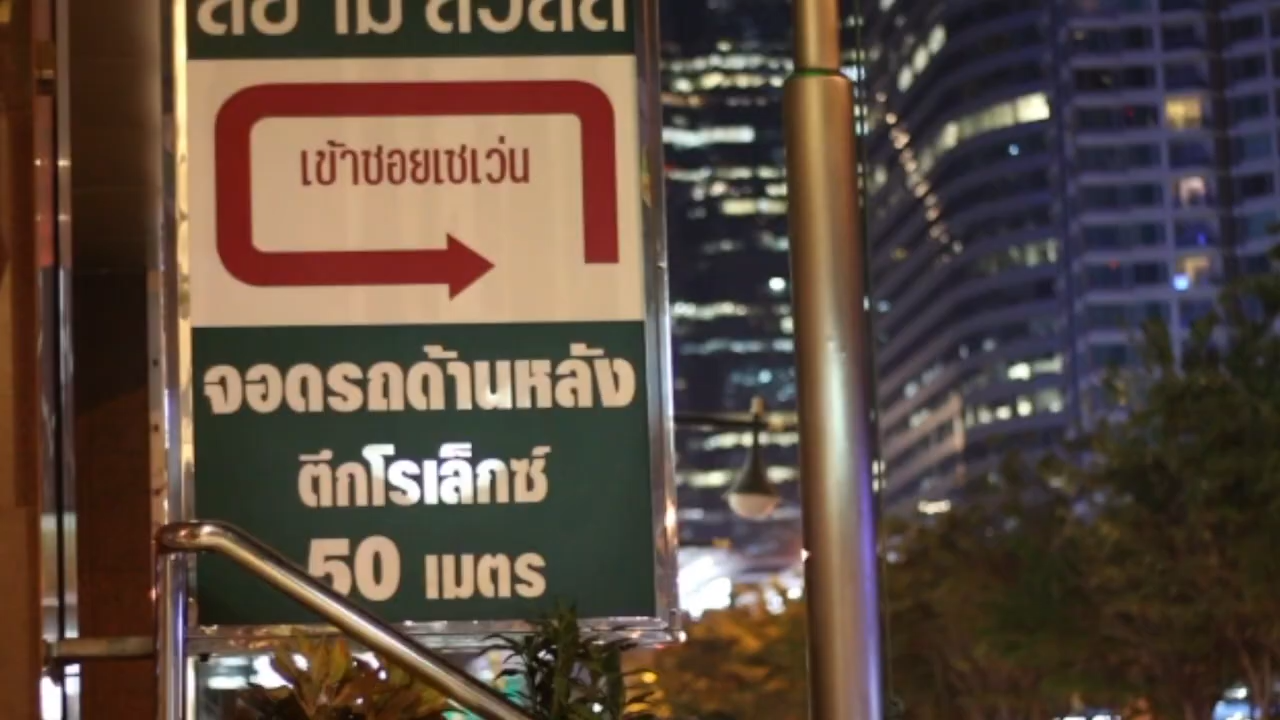 เข้าซอยเซเว่น
จอดรถด้านหลัง
ตึกโรเล็กซ์
50 เมตร